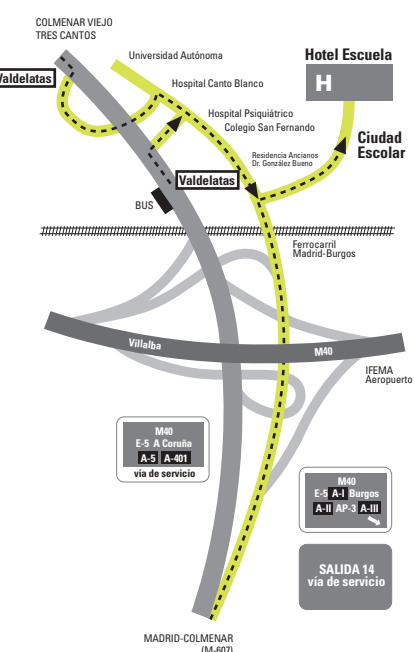 COLMENAR VIEJO
TRES CANTOS
Universidad Autónoma
Hotel Escuela
H
Valdelatas
Hospital Canto Blanco
Hospital Psiquiátrico
Colegio San Fernando
Ciudad
Escolar
Residencia Ancianos
Dr. González Bueno
Valdelatas
BUS
Ferrocarril
Madrid-Burgos
Villalba
M40
IFEMA
Aeropuerto
M40
E-5 A Coruña
A-5 A-401
vía de servicio
M40
E-5 A-I Burgos
A-II AP-3 A-III
SALIDA 14
vía de servicio
MADRID-COLMENAR
(M-607)